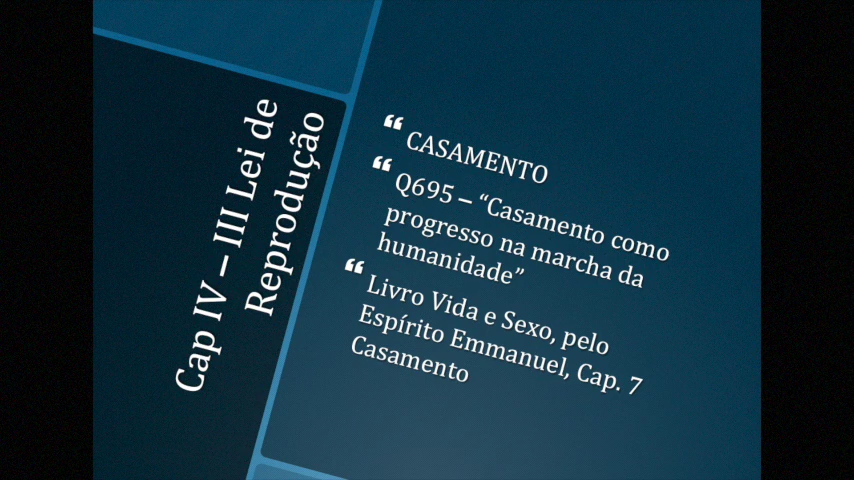 Cap IV – III Lei de
Reprodução
❝ CASAMENTO
❝ Q695 – “Casamento como
progresso na marcha da
humanidade”
❝ Livro Vida e Sexo, pelo
Espírito Emmanuel, Cap. 7
Casamento